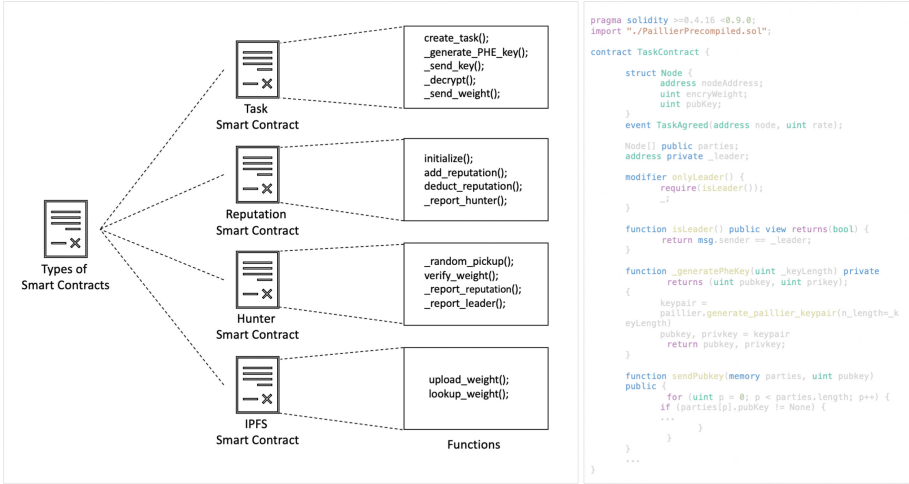 Types of
Smart Contracts
Task
Smart Contract
create_task();
_generate_PHE_key();
_send_key();
_decrypt();
_send_weight();
Reputation
Smart Contract
initialize();
add_reputation();
deduct_reputation();
_report_hunter();
Hunter
Smart Contract
_random_pickup();
verify_weight();
_report_reputation();
_report_leader();
IPFS
Smart Contract
upload_weight();
lookup_weight();
Functions
pragma solidity >=0.4.16 <0.9.0;
import "./PaillierPrecompiled.sol";
contract TaskContract {
struct Node {
address nodeAddress;
uint encryWeight;
uint pubKey;
}
event TaskAgreed(address node, uint rate);
Node[] public parties;
address private _leader;
modifier onlyLeader() {
require(isLeader());
_;
}
function isLeader() public view returns(bool) {
return msg.sender == _leader;
}
function _generatePheKey(uint _keyLength) private
returns (uint pubkey, uint prikey);
{
keypair =
paillier.generate_paillier_keypair(n_length=_k
eyLength)
pubkey, privkey = keypair
return pubkey, privkey;
}
function sendPubkey(memory parties, uint pubkey)
public {
for (uint p = 0; p < parties.length; p++) {
if (parties[p].pubKey != None) {
...
}
}
}
...
}